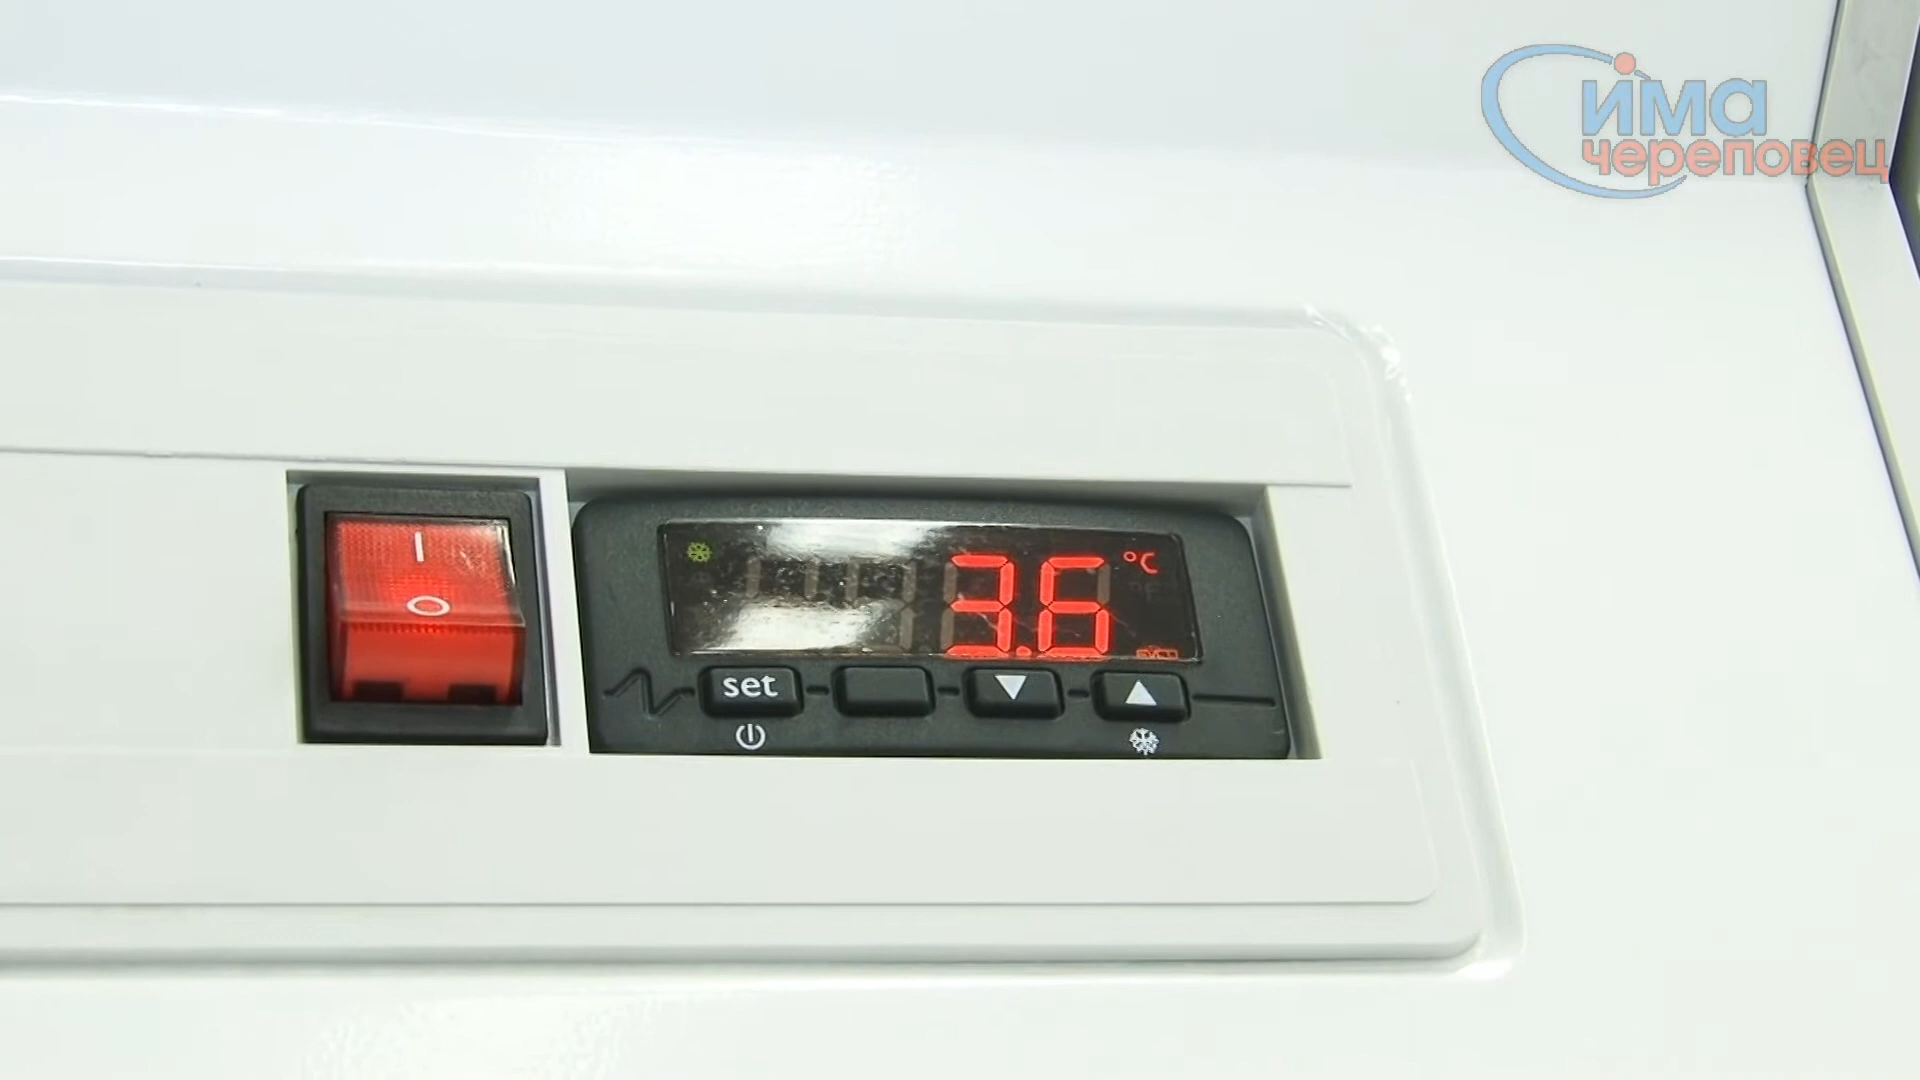 Сима
череповец
I
O
3.6 °C
set